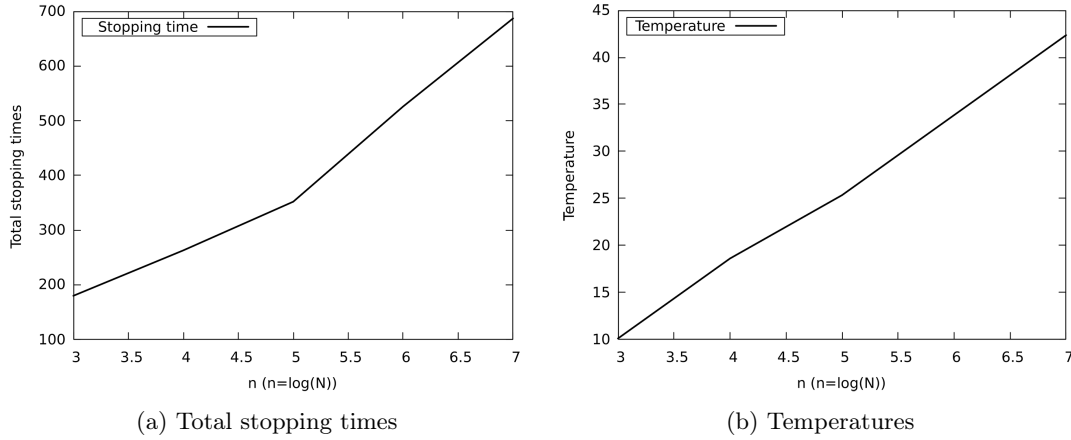 Stopping time
700
600
500
400
300
200
100
3 3.5 4 4.5 5 5.5 6 6.5 7
Total stopping times
n (n=log(N))
(a) Total stopping times
Temperature
45
40
35
30
25
20
15
10
3 3.5 4 4.5 5 5.5 6 6.5 7
Temperature
n (n=log(N))
(b) Temperatures